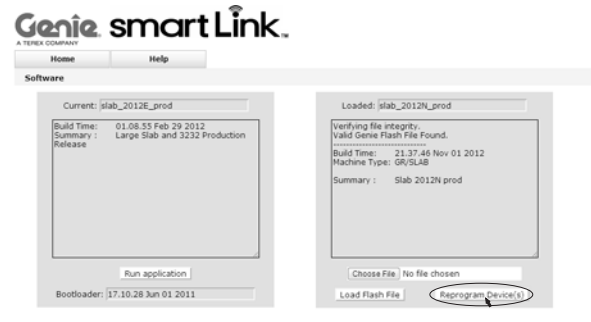 Genie. smartLink™
A TEREX COMPANY
Home Help
Software
Current: slab_2012E_prod
Build Time: 01.08.55 Feb 29 2012
Summary : Large Slab and 3232 Production
Release
Run application
Bootloader: 17.10.28 Jun 01 2011
Loaded: slab_2012N_prod
Verifying file integrity.
Valid Genie Flash File Found.
----------------------------
Build Time: 21.37.46 Nov 01 2012
Machine Type: GR/SLAB
Summary : Slab 2012N prod
Choose File No file chosen
Load Flash File Reprogram Device(s)